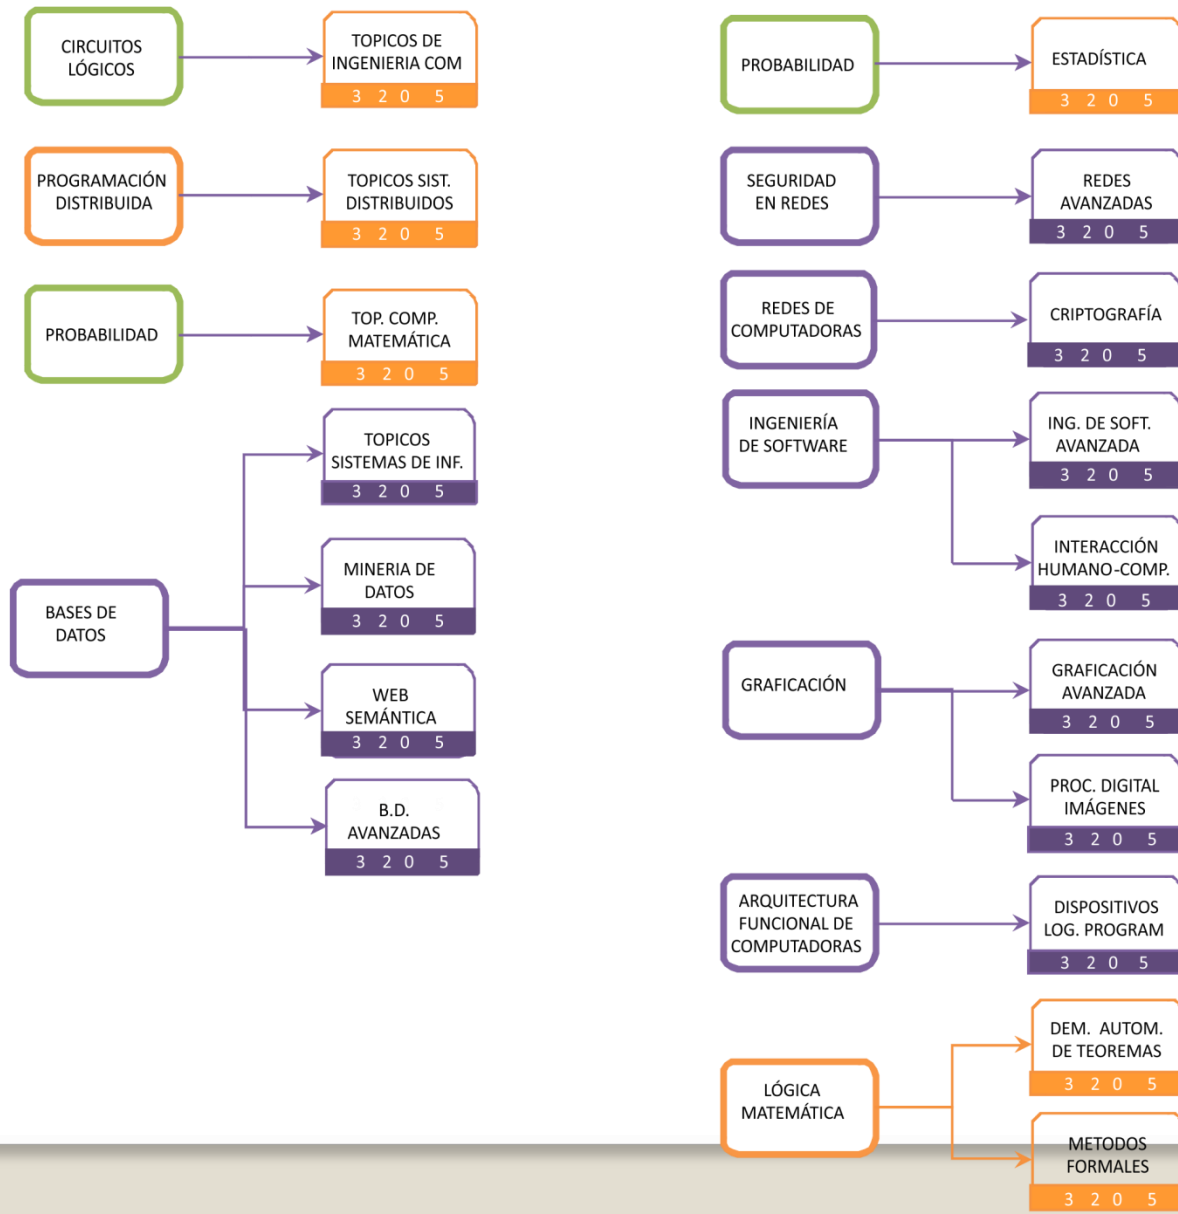 CIRCUITOS
LÓGICOS
TOPICOS DE
INGENIERIA COM
3 2 0 5
PROGRAMACIÓN
DISTRIBUIDA
TOPICOS SIST.
DISTRIBUIDOS
3 2 0 5
PROBABILIDAD
TOP. COMP.
MATEMÁTICA
3 2 0 5
BASES DE
DATOS
TOPICOS
SISTEMAS DE INF.
3 2 0 5
MINERIA DE
DATOS
3 2 0 5
WEB
SEMÁNTICA
3 2 0 5
B.D.
AVANZADAS
3 2 0 5
PROBABILIDAD
ESTADÍSTICA
3 2 0 5
SEGURIDAD
EN REDES
REDES
AVANZADAS
3 2 0 5
REDES DE
COMPUTADORAS
CRIPTOGRAFÍA
3 2 0 5
INGENIERÍA
DE SOFTWARE
ING. DE SOFT.
AVANZADA
3 2 0 5
INTERACCIÓN
HUMANO-COMP.
3 2 0 5
GRAFICACIÓN
GRAFICACIÓN
AVANZADA
3 2 0 5
PROC. DIGITAL
IMÁGENES
3 2 0 5
ARQUITECTURA
FUNCIONAL DE
COMPUTADORAS
DISPOSITIVOS
LOG. PROGRAM
3 2 0 5
LÓGICA
MATEMÁTICA
DEM. AUTOM.
DE TEOREMAS
3 2 0 5
METODOS
FORMALES
3 2 0 5